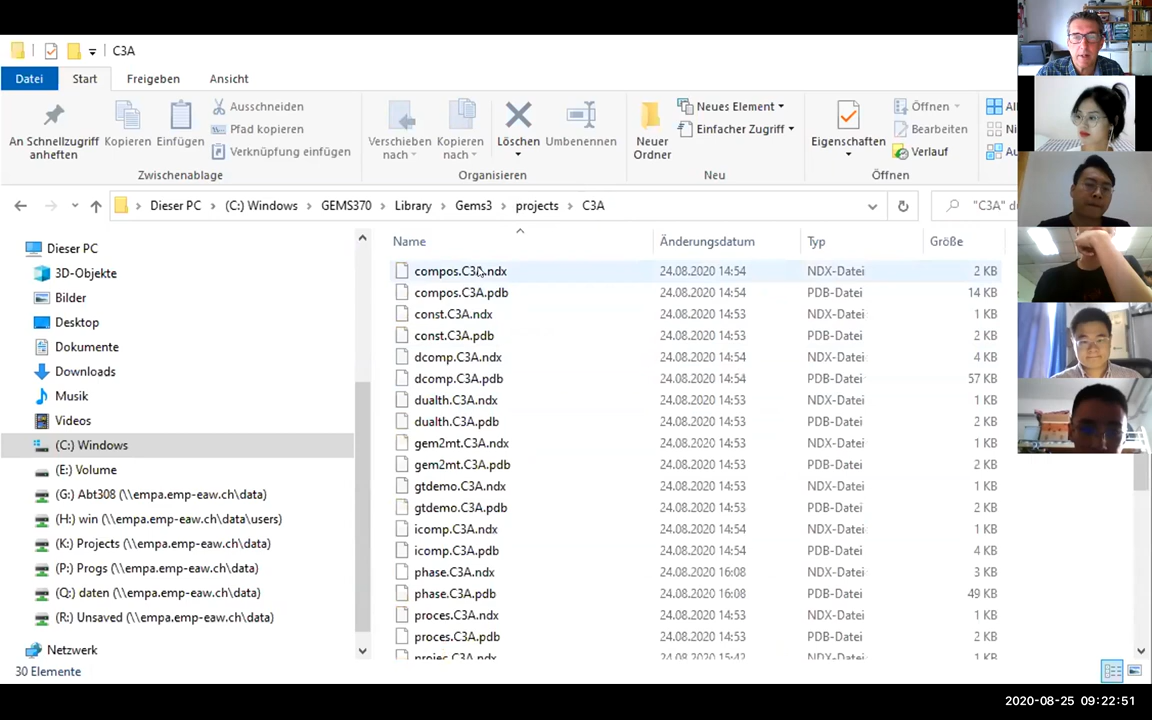 C3A
Datei Start Freigeben Ansicht
An Schnellzugriff anheften
Kopieren
Einfügen
Ausschneiden
Pfad kopieren
Verknüpfung einfügen
Zwischenablage
Verschieben nach
Kopieren nach
Löschen
Umbenennen
Organisieren
Neuer Ordner
Neues Element
Einfacher Zugriff
Neu
Eigenschaften
Öffnen
Bearbeiten
Verlauf
Öffnen
Dieser PC > (C:) Windows > GEMS370 > Library > Gems3 > projects > C3A
"C3A" d
Dieser PC
3D-Objekte
Bilder
Desktop
Dokumente
Downloads
Musik
Videos
(C:) Windows
(E:) Volume
(G:) Abt308 (\\empa.emp-eaw.ch\data)
(H:) win (\\empa.emp-eaw.ch\data\users)
(K:) Projects (\\empa.emp-eaw.ch\data)
(P:) Progs (\\empa.emp-eaw.ch\data)
(Q:) daten (\\empa.emp-eaw.ch\data)
(R:) Unsaved (\\empa.emp-eaw.ch\data)
Netzwerk
Name Änderungsdatum Typ Größe
compos.C3A.ndx 24.08.2020 14:54 NDX-Datei 2 KB
compos.C3A.pdb 24.08.2020 14:54 PDB-Datei 14 KB
const.C3A.ndx 24.08.2020 14:53 NDX-Datei 1 KB
const.C3A.pdb 24.08.2020 14:53 PDB-Datei 2 KB
dcomp.C3A.ndx 24.08.2020 14:54 NDX-Datei 4 KB
dcomp.C3A.pdb 24.08.2020 14:54 PDB-Datei 57 KB
dualth.C3A.ndx 24.08.2020 14:53 NDX-Datei 1 KB
dualth.C3A.pdb 24.08.2020 14:53 PDB-Datei 2 KB
gem2mt.C3A.ndx 24.08.2020 14:53 NDX-Datei 1 KB
gem2mt.C3A.pdb 24.08.2020 14:53 PDB-Datei 2 KB
gtdemo.C3A.ndx 24.08.2020 14:53 NDX-Datei 1 KB
gtdemo.C3A.pdb 24.08.2020 14:53 PDB-Datei 2 KB
icomp.C3A.ndx 24.08.2020 14:54 NDX-Datei 1 KB
icomp.C3A.pdb 24.08.2020 14:54 PDB-Datei 4 KB
phase.C3A.ndx 24.08.2020 16:08 NDX-Datei 3 KB
phase.C3A.pdb 24.08.2020 16:08 PDB-Datei 49 KB
proces.C3A.ndx 24.08.2020 14:53 NDX-Datei 1 KB
proces.C3A.pdb 24.08.2020 14:53 PDB-Datei 2 KB
projec.C3A.ndx 24.08.2020 15:42 NDX-Datei 1 KB
30 Elemente
2020-08-25 09:22:51